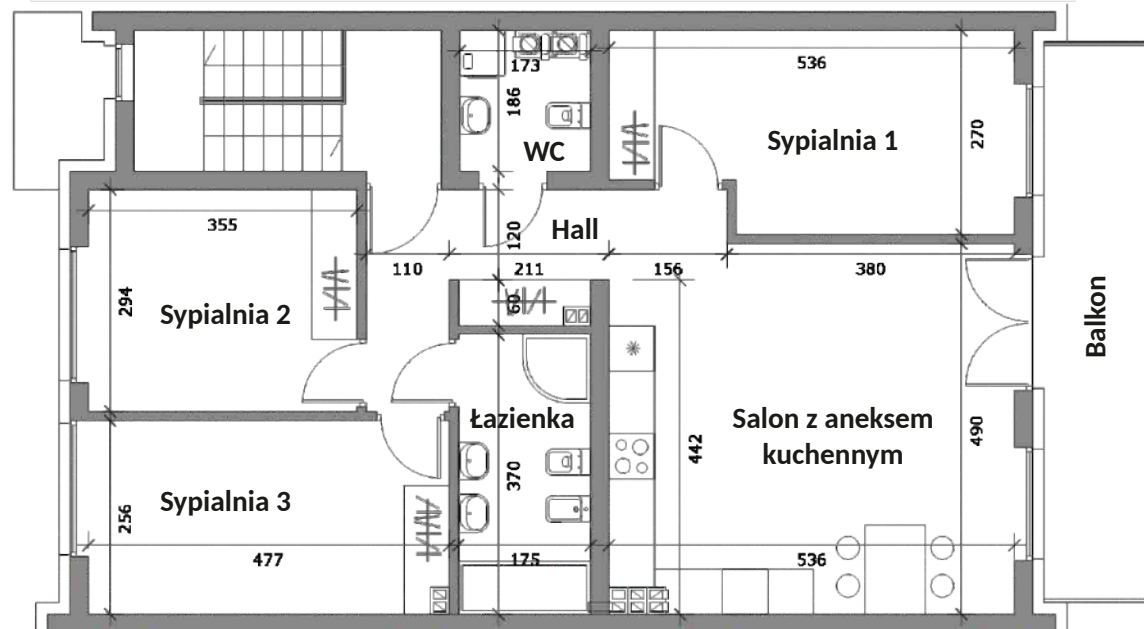 173
536
186
Sypialnia 1
270
WC
355
120
Hall
110
211
156
380
294
Sypialnia 2
60
Balkon
Łazienka
Salon z aneksem
kuchennym
490
442
370
Sypialnia 3
256
477
175
536